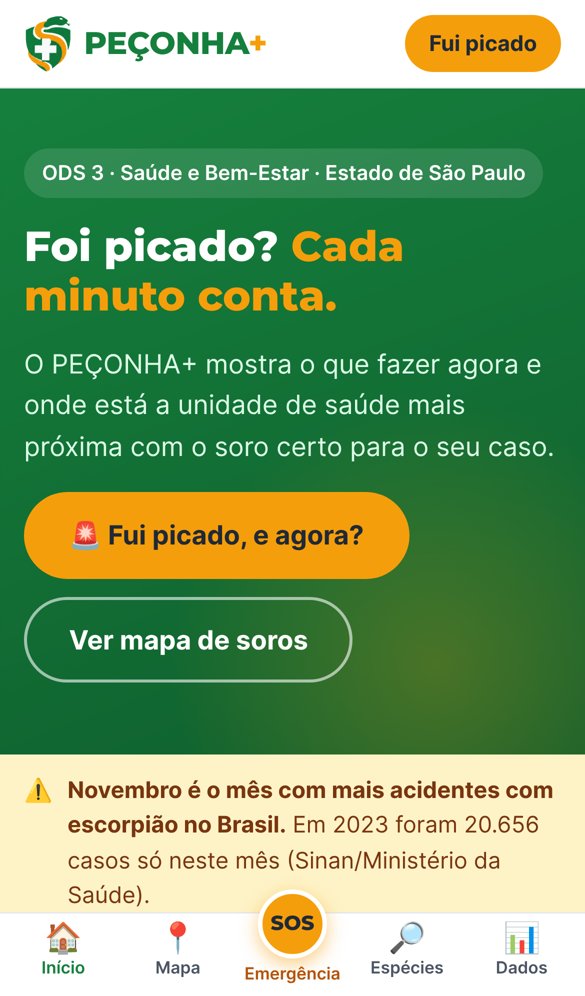 PEÇONHA+
Fui picado
ODS 3 · Saúde e Bem-Estar · Estado de São Paulo
Foi picado? Cada
minuto conta.
O PEÇONHA+ mostra o que fazer agora e
onde está a unidade de saúde mais
próxima com o soro certo para o seu caso.
🚨 Fui picado, e agora?
Ver mapa de soros
⚠️ Novembro é o mês com mais acidentes com
escorpião no Brasil. Em 2023 foram 20.656
casos só neste mês (Sinan/Ministério da
Saúde).
SOS
Início
Mapa
Emergência
Espécies
Dados